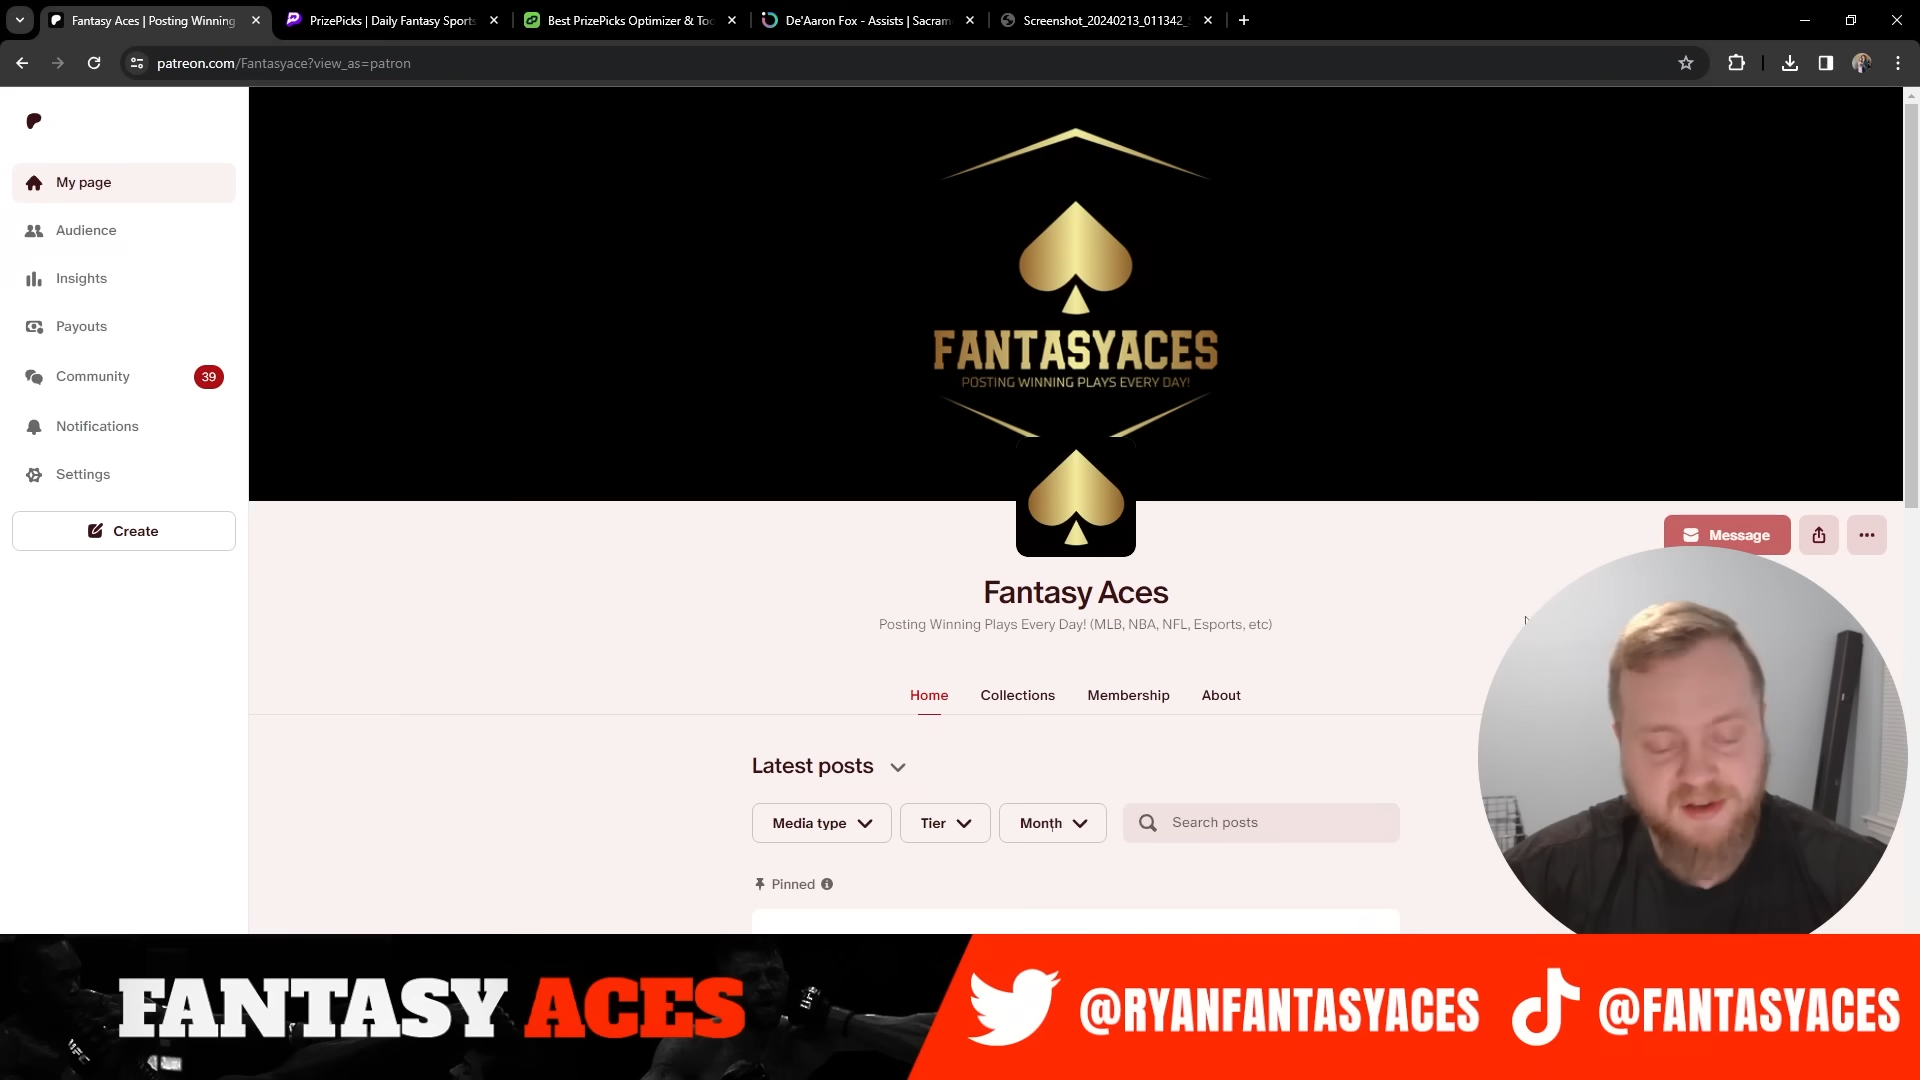 Fantasy Aces | Posting Winning
PrizePicks | Daily Fantasy Sports
Best PrizePicks Optimizer & Too
De'Aaron Fox - Assists | Sacram
Screenshot_20240213_011342_
patreon.com/Fantasyace?view_as=patron
My page
Audience
Insights
Payouts
Community 39
Notifications
Settings
Create
FANTASYACES
POSTING WINNING PLAYS EVERY DAY!
Message
Fantasy Aces
Posting Winning Plays Every Day! (MLB, NBA, NFL, Esports, etc)
Home Collections Membership About
Latest posts
Media type Tier Month Search posts
Pinned
FANTASY ACES @RYANFANTASYACES @FANTASYACES
UFC